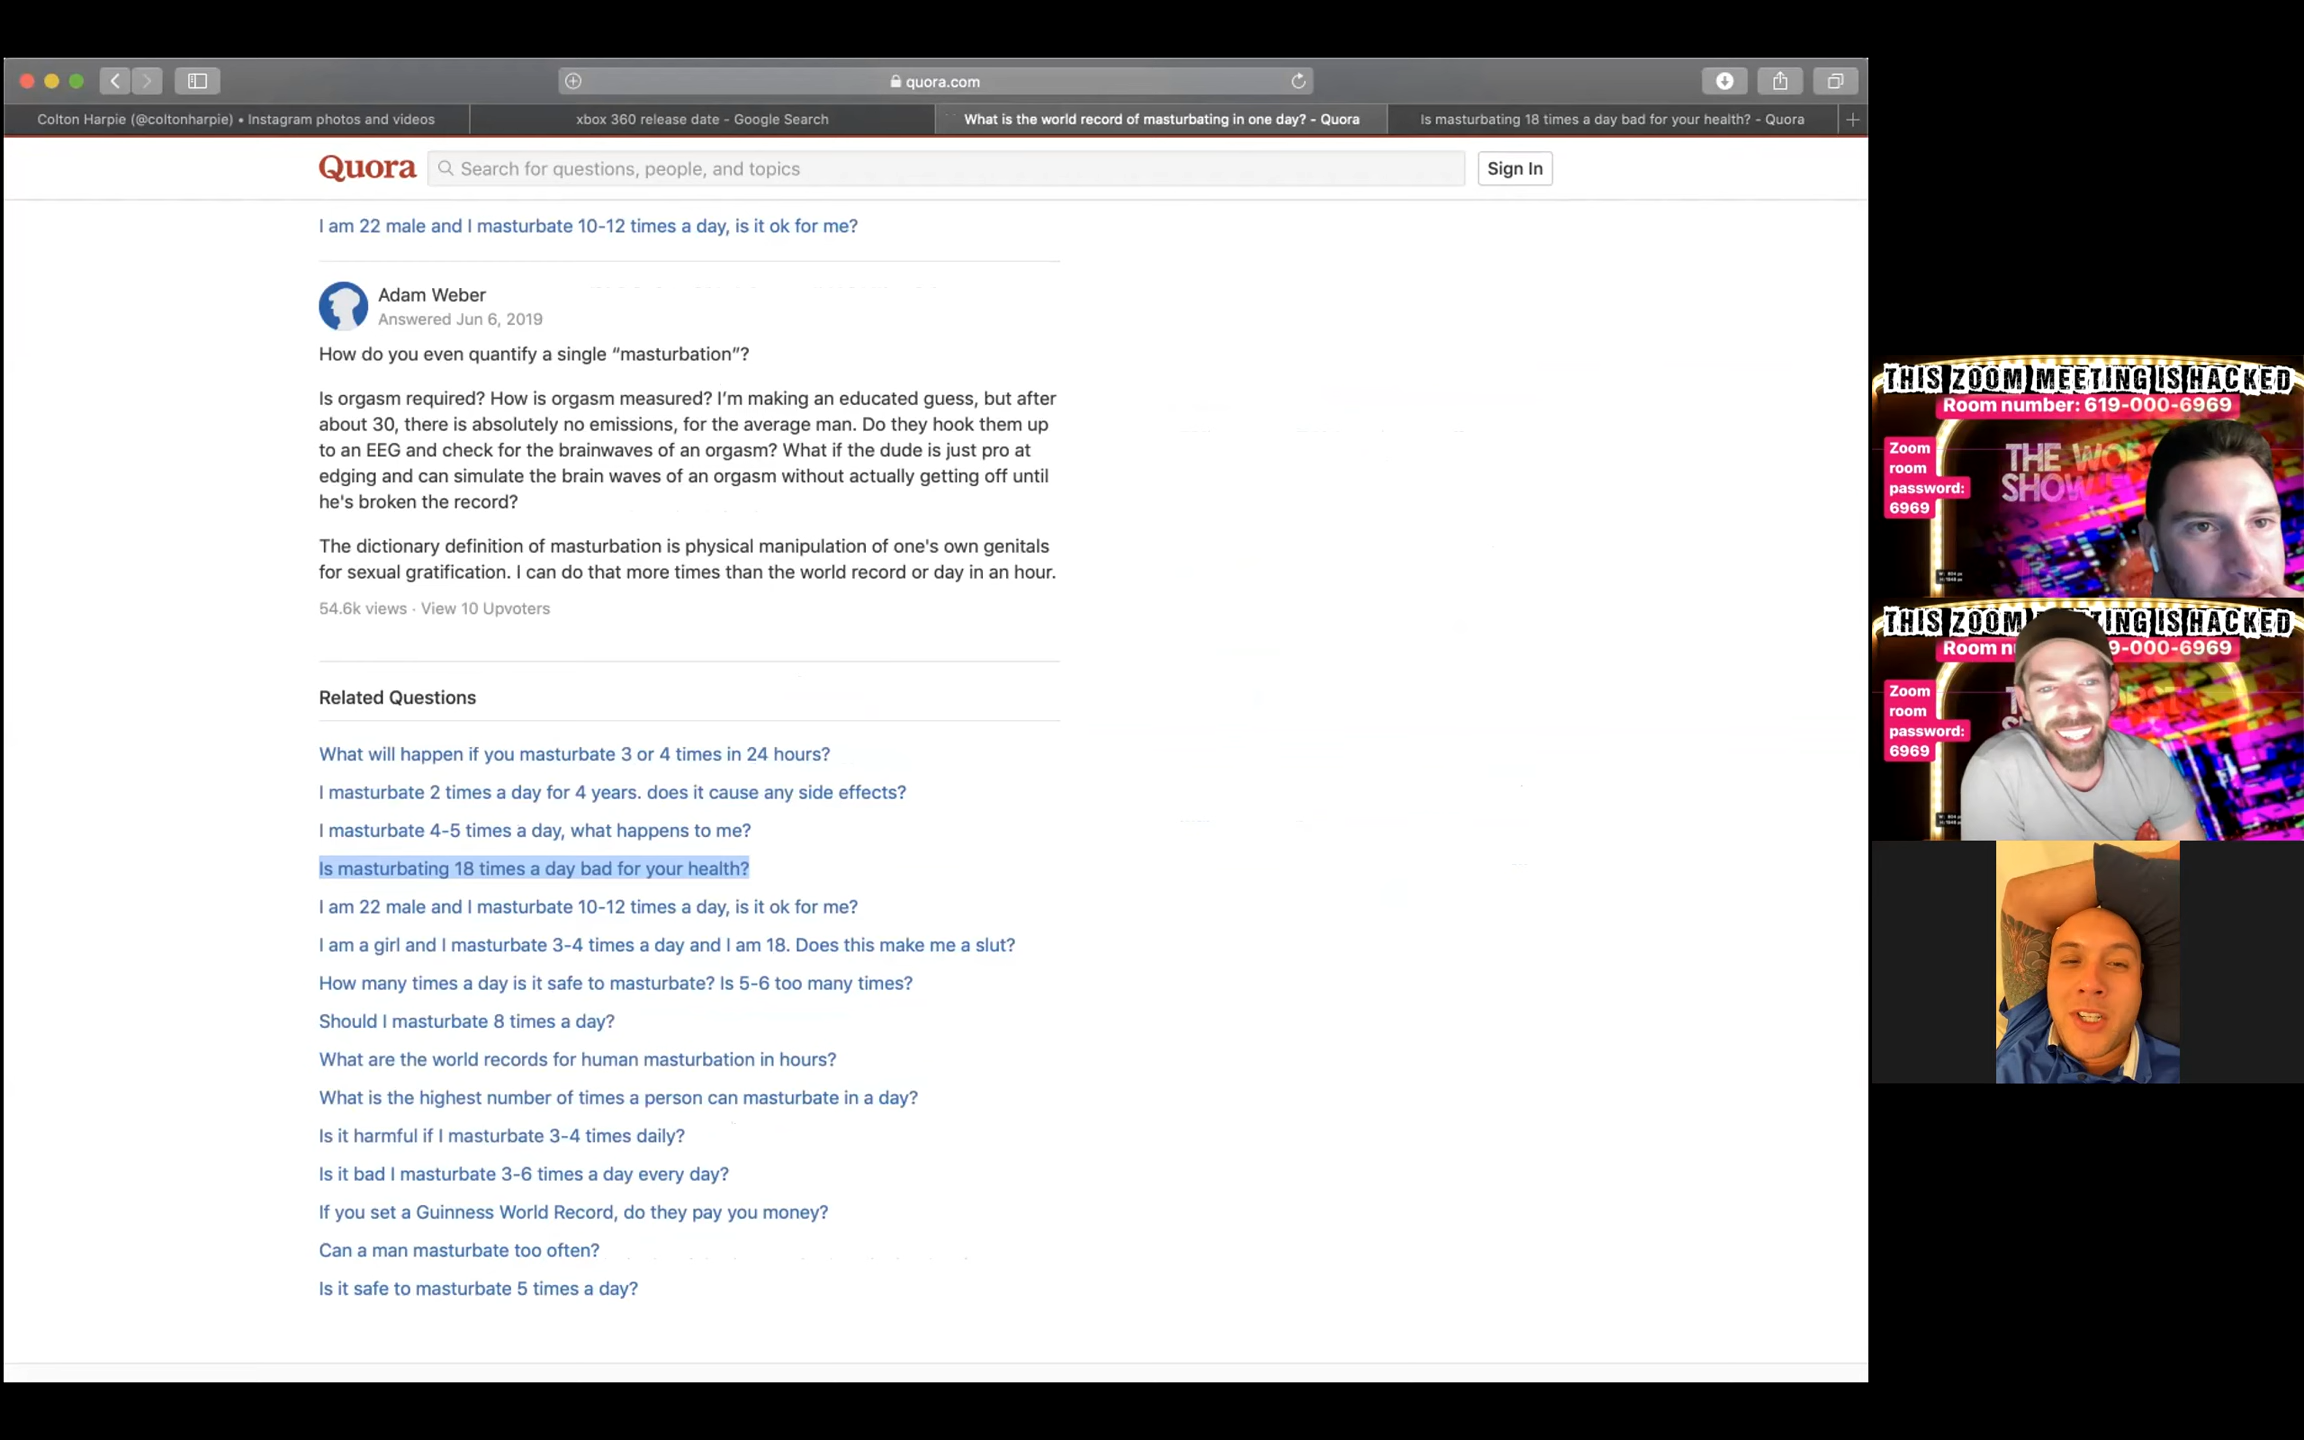 quora.com
Colton Harpie (@coltonharpie) • Instagram photos and videos
xbox 360 release date - Google Search
What is the world record of masturbating in one day? - Quora
Is masturbating 18 times a day bad for your health? - Quora
Quora
Search for questions, people, and topics
Sign In
I am 22 male and I masturbate 10-12 times a day, is it ok for me?
Adam Weber
Answered Jun 6, 2019
How do you even quantify a single “masturbation”?
Is orgasm required? How is orgasm measured? I’m making an educated guess, but after
about 30, there is absolutely no emissions, for the average man. Do they hook them up
to an EEG and check for the brainwaves of an orgasm? What if the dude is just pro at
edging and can simulate the brain waves of an orgasm without actually getting off until
he's broken the record?
The dictionary definition of masturbation is physical manipulation of one's own genitals
for sexual gratification. I can do that more times than the world record or day in an hour.
54.6k views · View 10 Upvoters
Related Questions
What will happen if you masturbate 3 or 4 times in 24 hours?
I masturbate 2 times a day for 4 years. does it cause any side effects?
I masturbate 4-5 times a day, what happens to me?
Is masturbating 18 times a day bad for your health?
I am 22 male and I masturbate 10-12 times a day, is it ok for me?
I am a girl and I masturbate 3-4 times a day and I am 18. Does this make me a slut?
How many times a day is it safe to masturbate? Is 5-6 too many times?
Should I masturbate 8 times a day?
What are the world records for human masturbation in hours?
What is the highest number of times a person can masturbate in a day?
Is it harmful if I masturbate 3-4 times daily?
Is it bad I masturbate 3-6 times a day every day?
If you set a Guinness World Record, do they pay you money?
Can a man masturbate too often?
Is it safe to masturbate 5 times a day?
THIS ZOOM MEETING IS HACKED
Room number: 619-000-6969
Zoom
room
password:
6969
THE WO
SHOW
THIS ZOOM ING IS HACKED
Room n 9-000-6969
Zoom
room
password:
6969